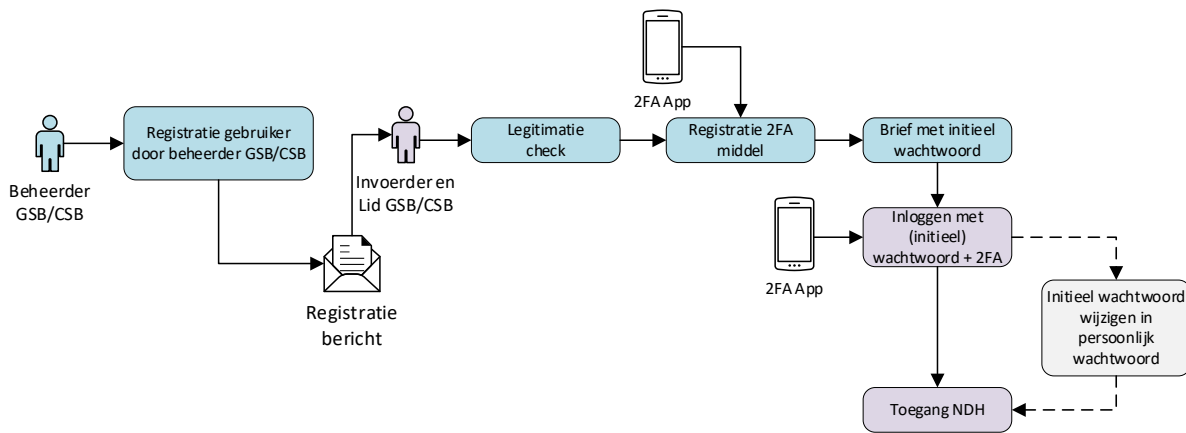 Beheerder
GSB/CSB
Registratie gebruiker
door beheerder GSB/CSB
Registratie
bericht
Invoerder en
Lid GSB/CSB
Legitimatie
check
2FA App
Registratie 2FA
middel
Brief met initieel
wachtwoord
2FA App
Inloggen met
(initieel)
wachtwoord + 2FA
Initieel wachtwoord
wijzigen in
persoonlijk
wachtwoord
Toegang NDH